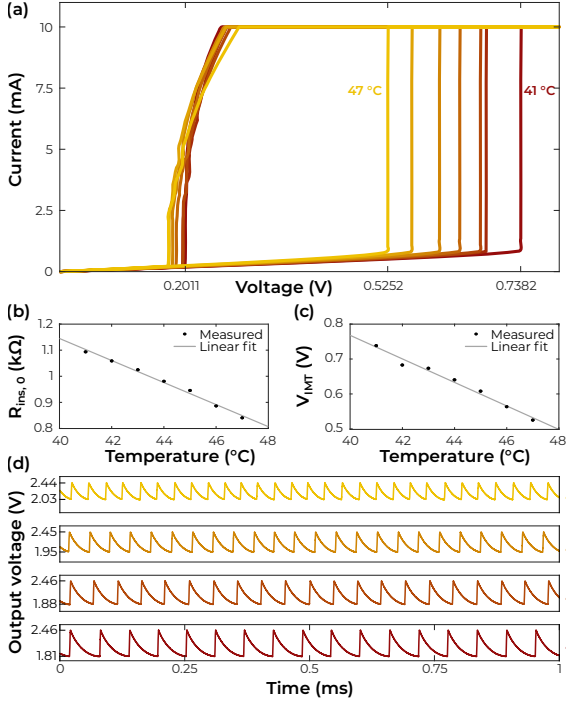 (a)
Current (mA)
10
7.5
5
2.5
0
47 °C
41 °C
0.2011
Voltage (V)
0.5252
0.7382
(b)
R_ins, 0 (kΩ)
1.2
1.1
1
0.9
0.8
Measured
Linear fit
40
42
44
46
48
Temperature (°C)
(c)
V_IMT (V)
0.8
0.7
0.6
0.5
Measured
Linear fit
40
42
44
46
48
Temperature (°C)
(d)
Output voltage (V)
2.44
2.03
2.45
1.95
2.46
1.88
2.46
1.81
0
0.25
0.5
0.75
1
Time (ms)